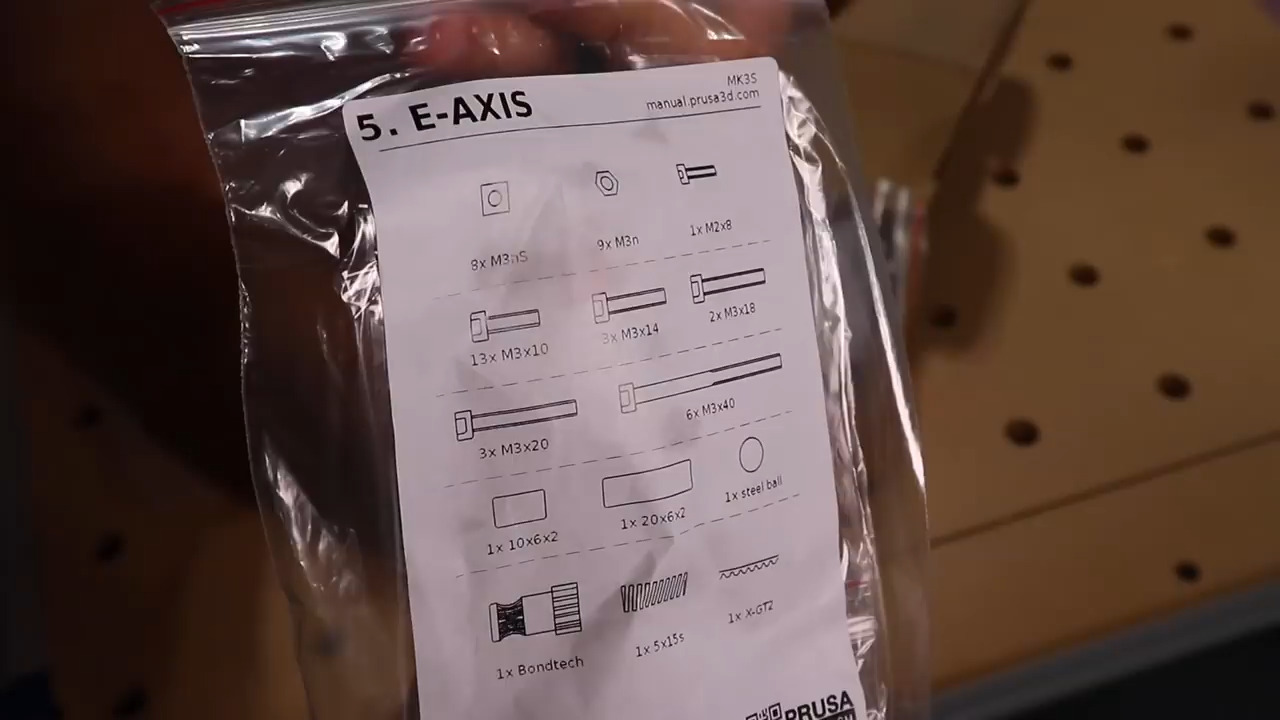 MK3S
5. E-AXIS
manual.prusa3d.com
8x M3nS
9x M3n
1x M2x8
13x M3x10
3x M3x14
2x M3x18
3x M3x20
6x M3x40
1x 10x6x2
1x 20x6x2
1x steel ball
1x Bondtech
1x 5x15s
1x X-GT2
PRUSA